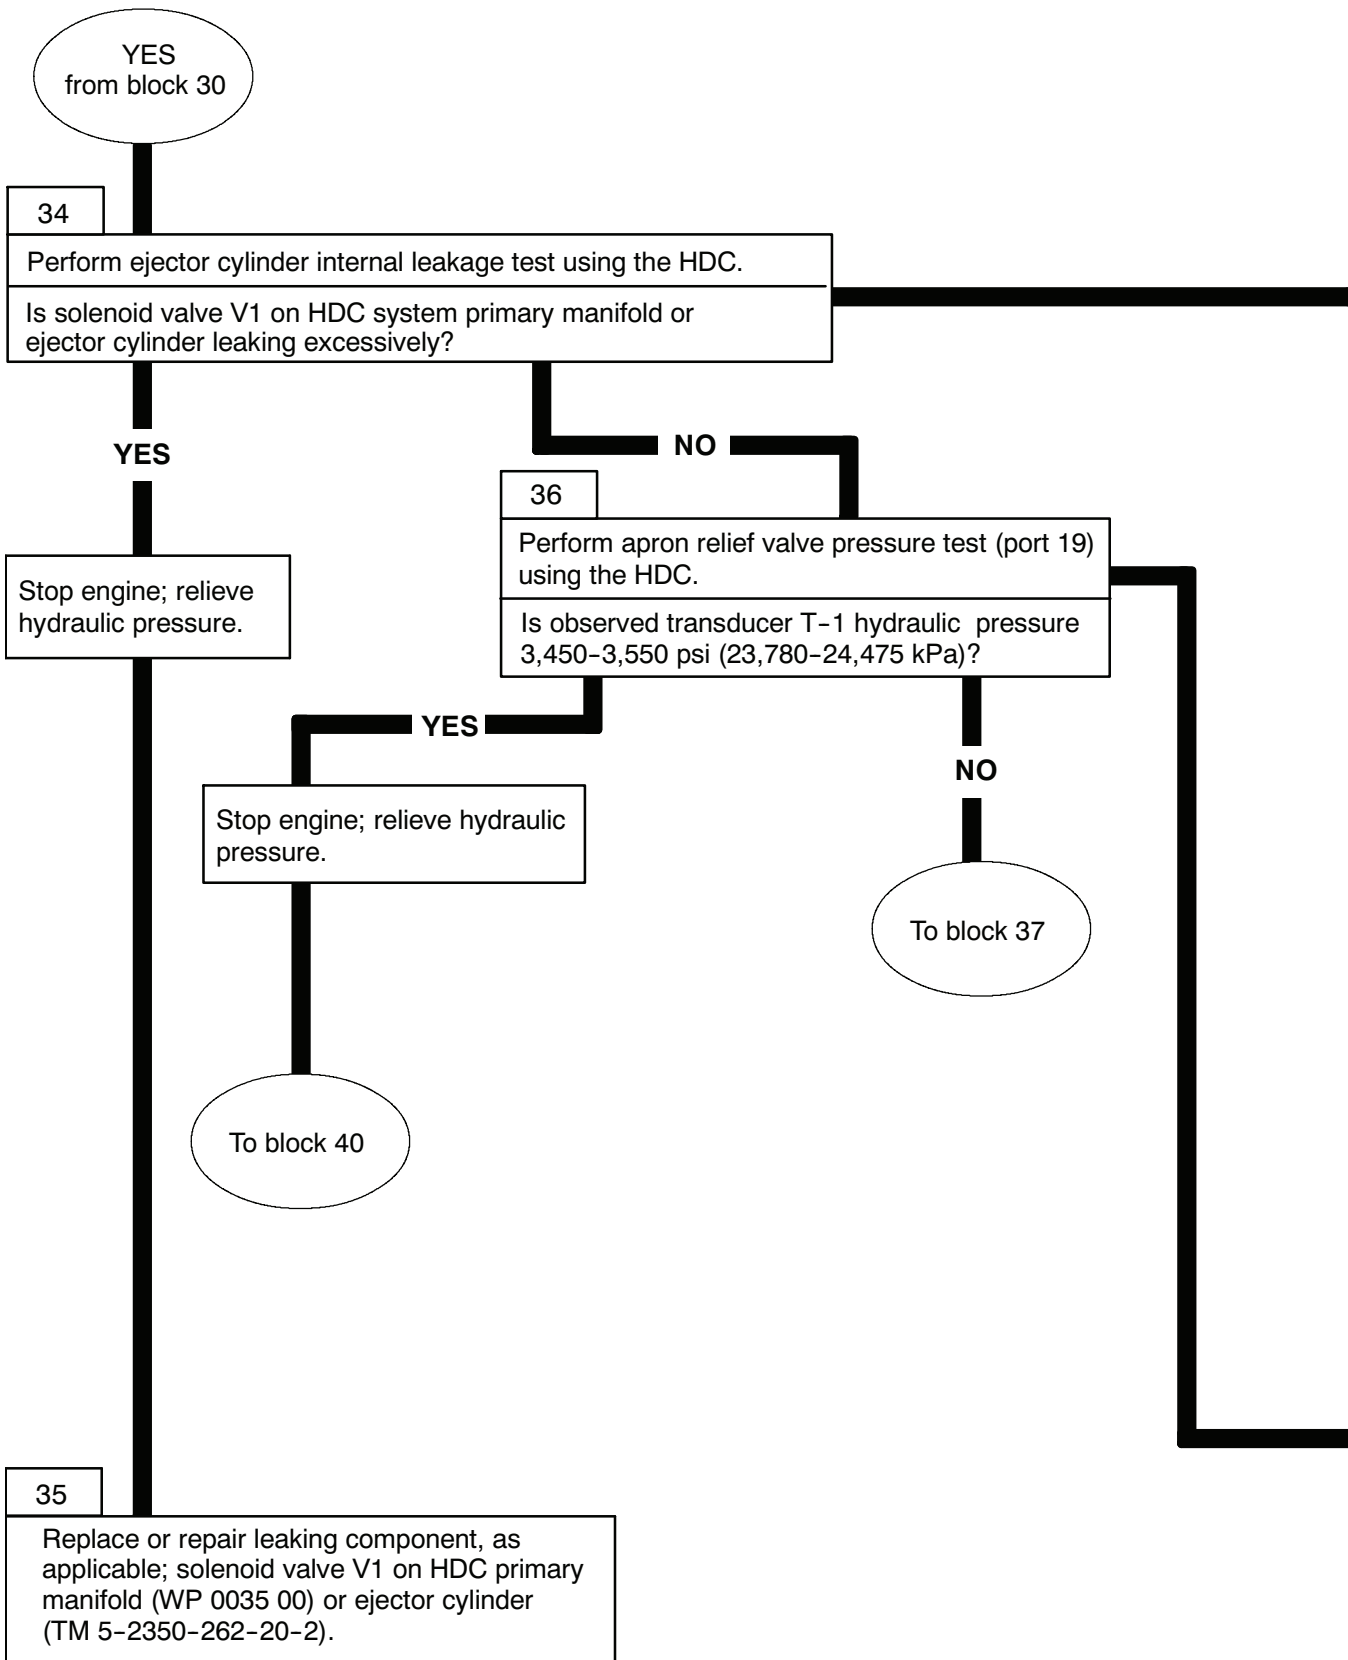 YES
from block 30
34
Perform ejector cylinder internal leakage test using the HDC.
Is solenoid valve V1 on HDC system primary manifold or
ejector cylinder leaking excessively?
YES
NO
Stop engine; relieve
hydraulic pressure.
36
Perform apron relief valve pressure test (port 19)
using the HDC.
Is observed transducer T-1 hydraulic pressure
3,450-3,550 psi (23,780-24,475 kPa)?
YES
NO
Stop engine; relieve hydraulic
pressure.
To block 37
To block 40
35
Replace or repair leaking component, as
applicable; solenoid valve V1 on HDC primary
manifold (WP 0035 00) or ejector cylinder
(TM 5-2350-262-20-2).